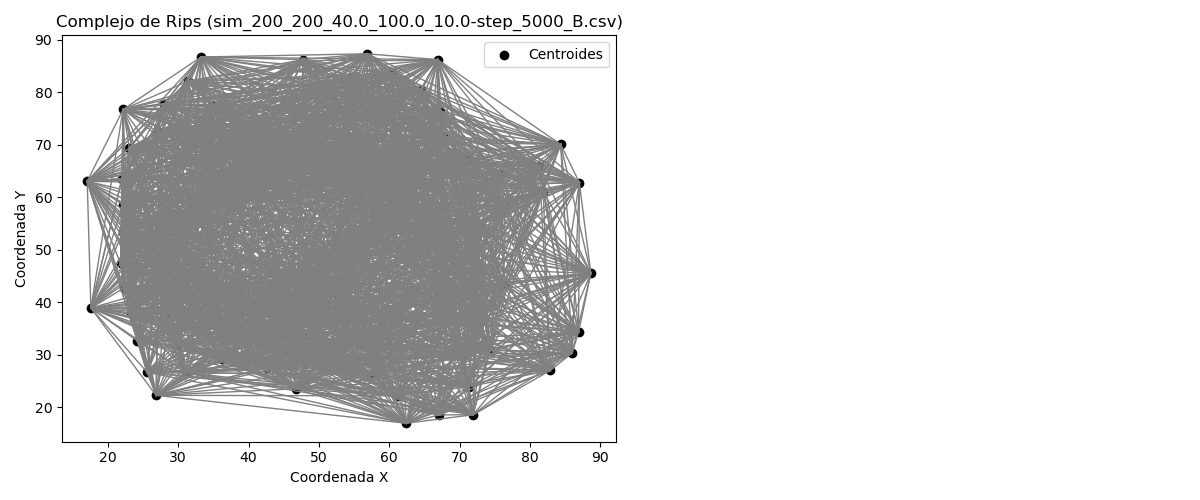 Complejo de Rips (sim_200_200_40.0_100.0_10.0-step_5000_B.csv)
Centroides
90
80
70
60
50
40
30
20
Coordenada Y
20 30 40 50 60 70 80 90
Coordenada X